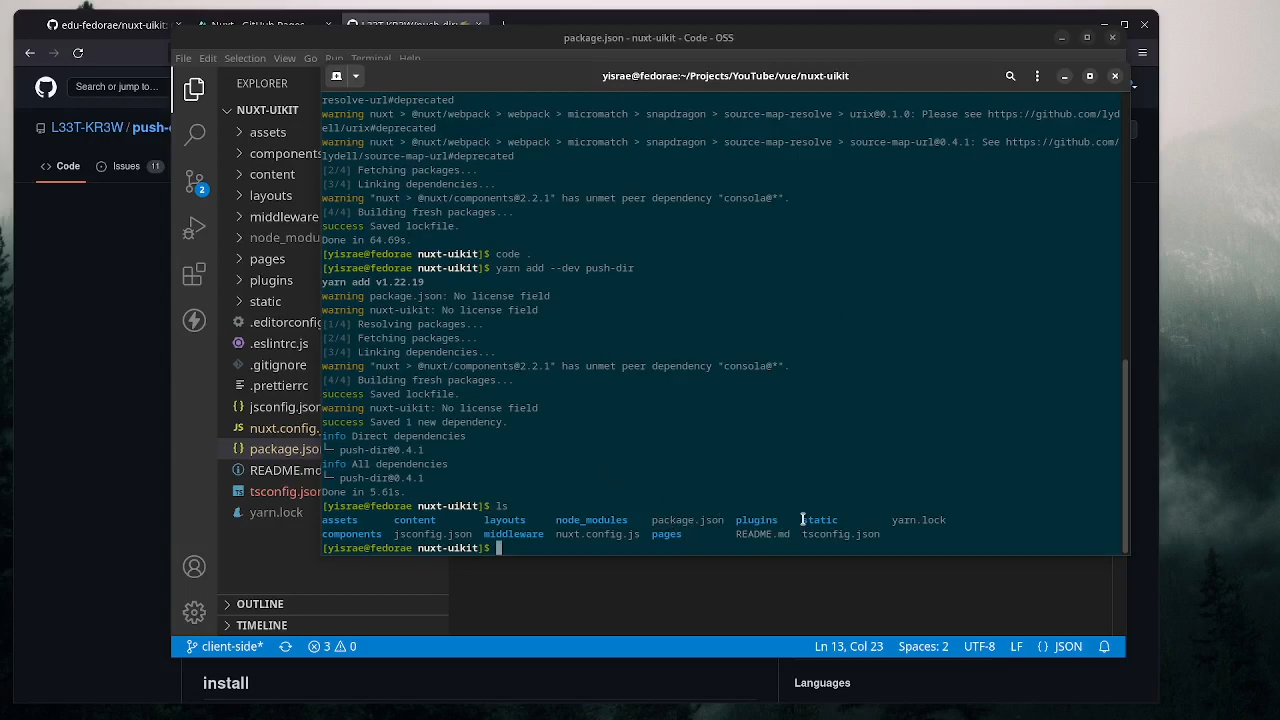 edu-fedorae/nuxt-uikit:
Nuxt - GitHub Pages
L33T-KR3W/push-dir:
package.json - nuxt-uikit - Code - OSS
File Edit Selection View Go Run Terminal Help
Search or jump to...
L33T-KR3W / push-
Code
Issues 11
EXPLORER
NUXT-UIKIT
assets
components
content
layouts
middleware
node_modu
pages
plugins
static
.editorconfig
.eslintrc.js
.gitignore
.prettierrc
jsconfig.json
nuxt.config.
package.json
README.md
tsconfig.json
yarn.lock
OUTLINE
TIMELINE
2
yisrae@fedorae:~/Projects/YouTube/vue/nuxt-uikit
resolve-url#deprecated
warning nuxt > @nuxt/webpack > webpack > micromatch > snapdragon > source-map-resolve > urix@0.1.0: Please see https://github.com/lyd
ell/urix#deprecated
warning nuxt > @nuxt/webpack > webpack > micromatch > snapdragon > source-map-resolve > source-map-url@0.4.1: See https://github.com/
lydell/source-map-url#deprecated
[2/4] Fetching packages...
[3/4] Linking dependencies...
warning "nuxt > @nuxt/components@2.2.1" has unmet peer dependency "consola@*".
[4/4] Building fresh packages...
success Saved lockfile.
Done in 64.69s.
[yisrae@fedorae nuxt-uikit]$ code .
[yisrae@fedorae nuxt-uikit]$ yarn add --dev push-dir
yarn add v1.22.19
warning package.json: No license field
warning nuxt-uikit: No license field
[1/4] Resolving packages...
[2/4] Fetching packages...
[3/4] Linking dependencies...
warning "nuxt > @nuxt/components@2.2.1" has unmet peer dependency "consola@*".
[4/4] Building fresh packages...
success Saved lockfile.
warning nuxt-uikit: No license field
success Saved 1 new dependency.
info Direct dependencies
└─ push-dir@0.4.1
info All dependencies
└─ push-dir@0.4.1
Done in 5.61s.
[yisrae@fedorae nuxt-uikit]$ ls
assets content layouts node_modules package.json plugins static yarn.lock
components jsconfig.json middleware nuxt.config.js pages README.md tsconfig.json
[yisrae@fedorae nuxt-uikit]$
client-side* 3 0 Ln 13, Col 23 Spaces: 2 UTF-8 LF {} JSON
install
Languages